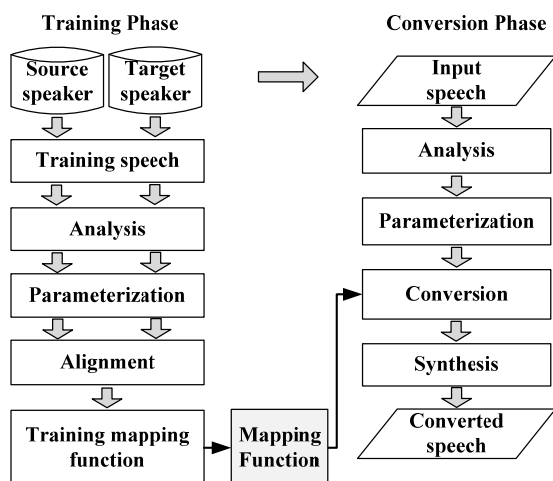 Training Phase
Source
speaker
Target
speaker
Training speech
Analysis
Parameterization
Alignment
Training mapping
function
Mapping
Function
Conversion Phase
Input
speech
Analysis
Parameterization
Conversion
Synthesis
Converted
speech